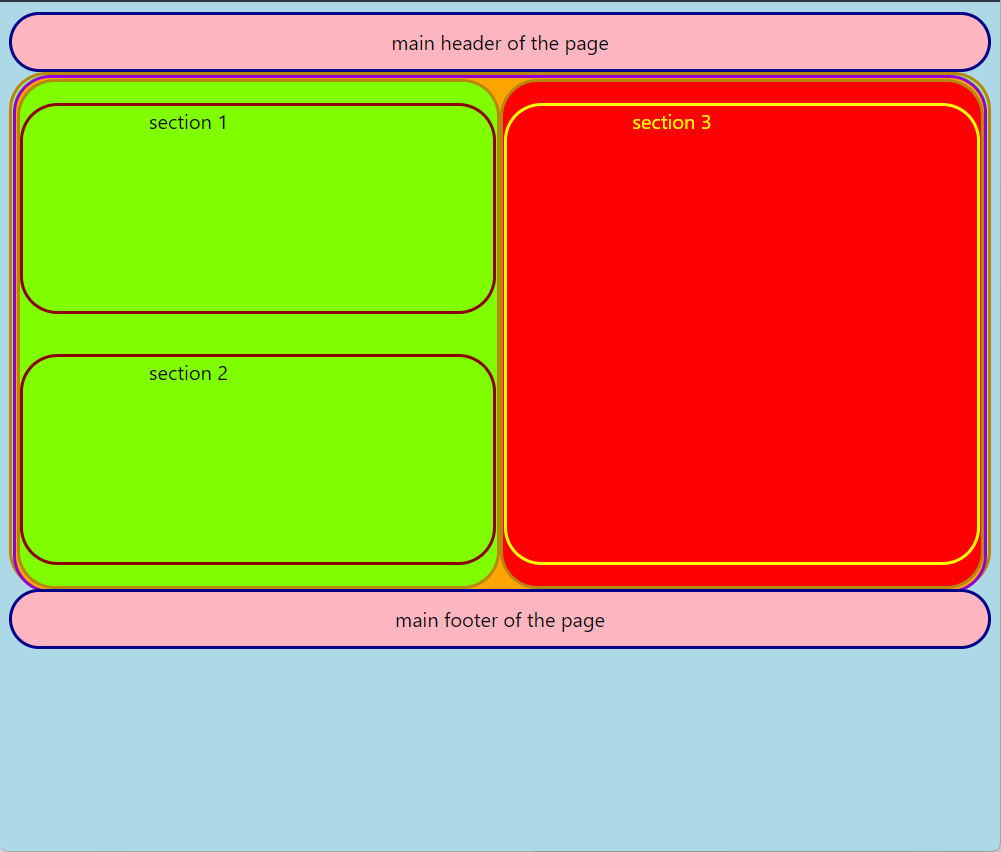 main header of the page
section 1
section 3
section 2
main footer of the page